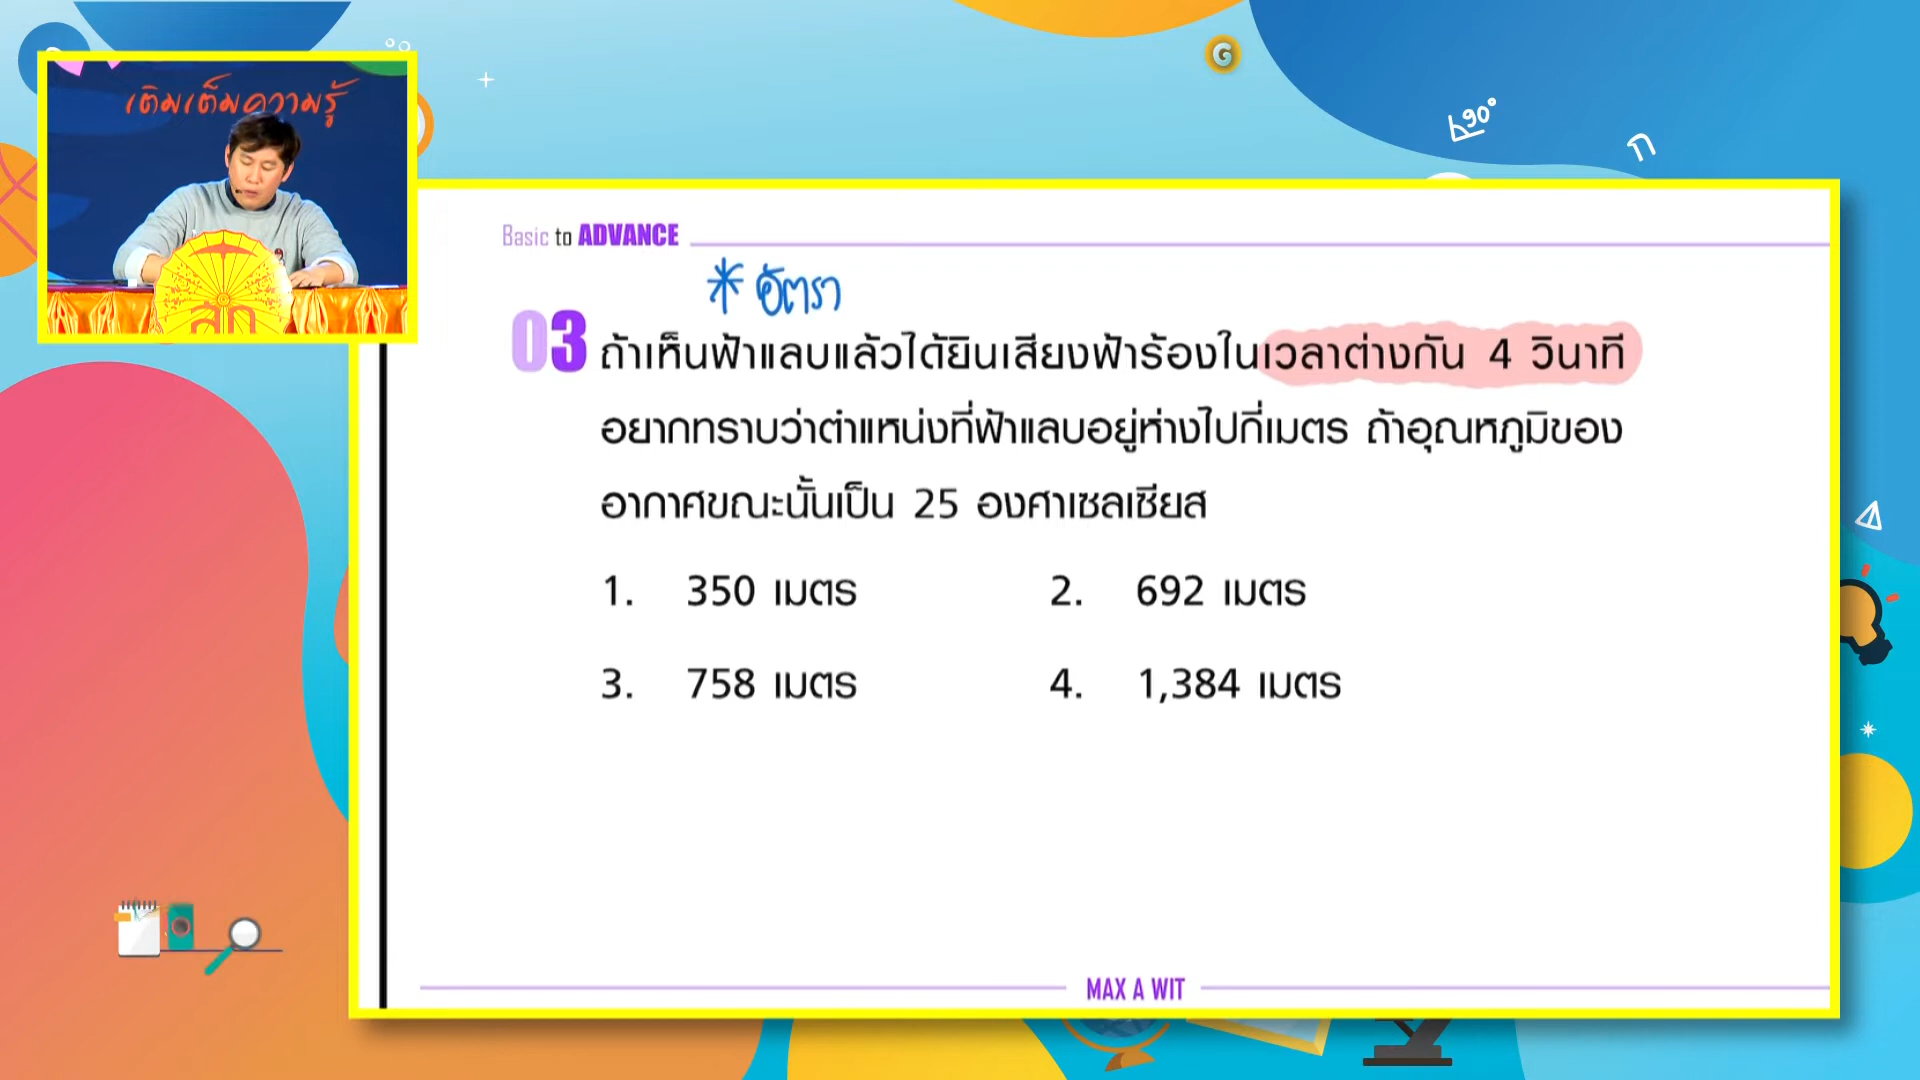 เติมเต็มความรู้
สก
90°
ก
Basic to ADVANCE
* อัตรา
03 ถ้าเห็นฟ้าแลบแล้วได้ยินเสียงฟ้าร้องในเวลาต่างกัน 4 วินาที
อยากทราบว่าตำแหน่งที่ฟ้าแลบอยู่ห่างไปกี่เมตร ถ้าอุณหภูมิของ
อากาศขณะนั้นเป็น 25 องศาเซลเซียส
1. 350 เมตร 2. 692 เมตร
3. 758 เมตร 4. 1,384 เมตร
MAX A WIT